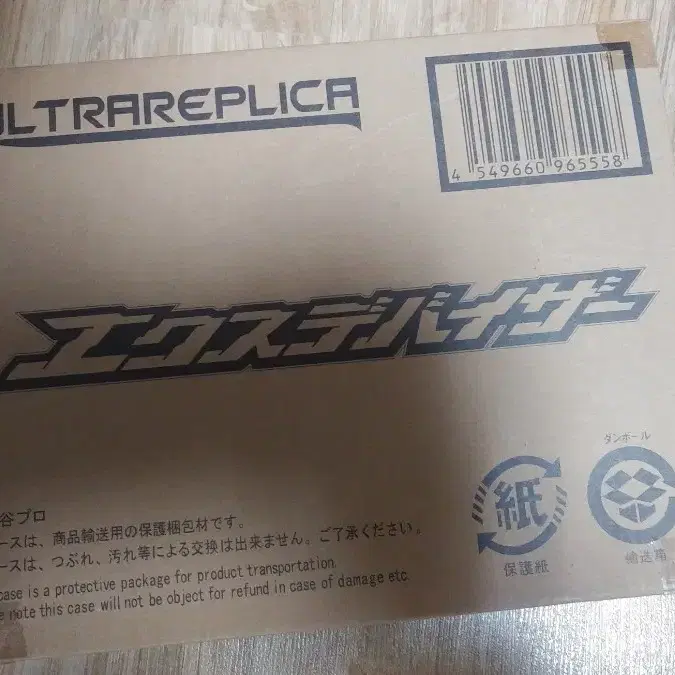 ULTRAREPLICA
4 549660 965558
エクスデバイザー
ダンボール
紙
保護紙
輸送用
谷プロ
ースは、商品輸送用の保護梱包材です。
ースは、つぶれ、汚れ等による交換は出来ません。ご了承ください。
case is a protective package for product transportation.
e note this case will not be object for refund in case of damage etc.